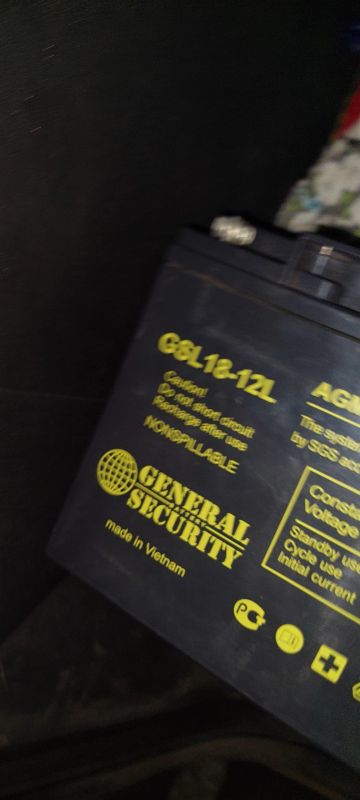 GSL18-12L
Caution!
Do not short circuit
Recharge after use
NONSPILLABLE
GENERAL
BATTERY
SECURITY
made in Vietnam
AGM
The system
by SGS
Voltage
Standby use
Cycle use
Initial current